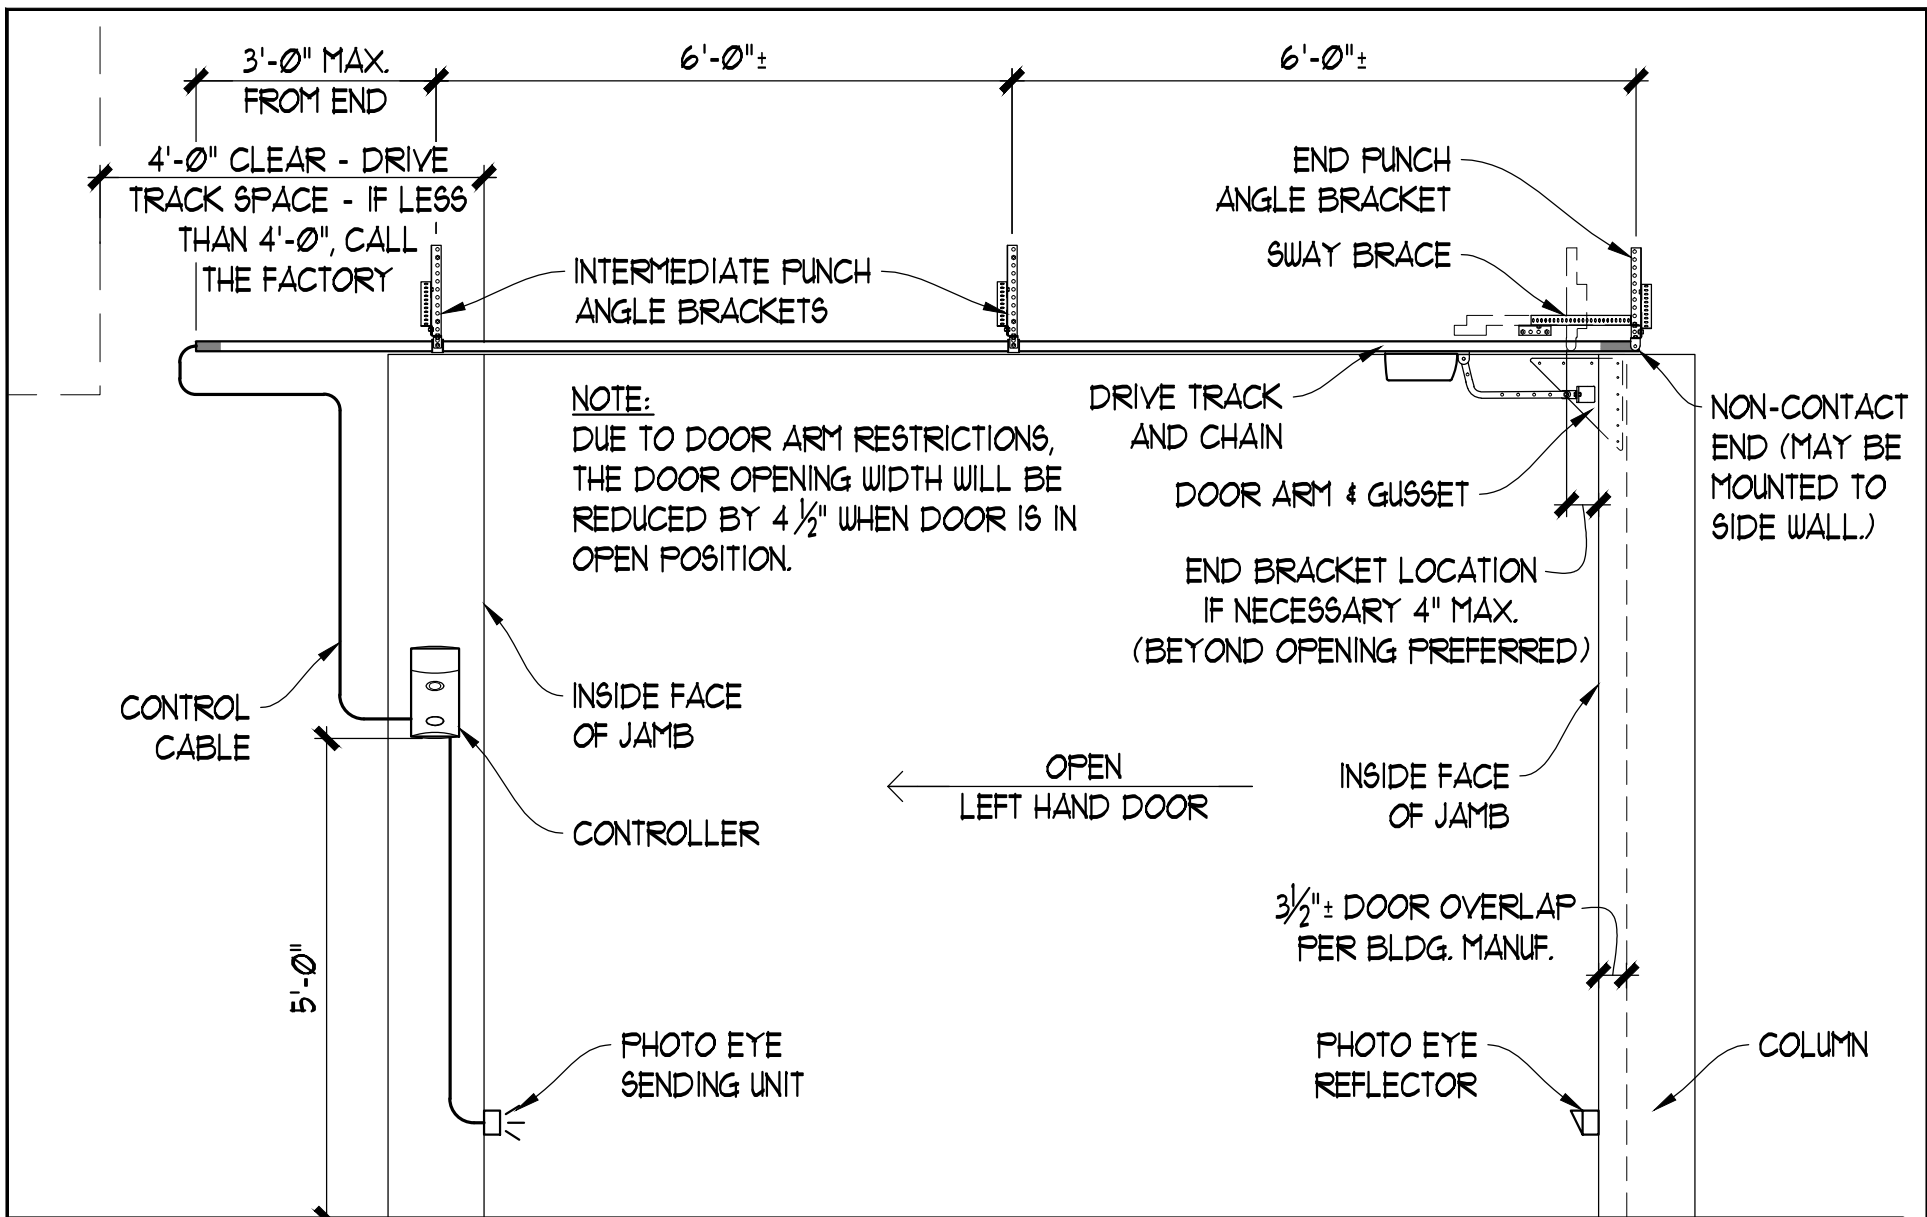 3'-0" MAX.
FROM END
6'-0"±
6'-0"±
4'-0" CLEAR - DRIVE
TRACK SPACE - IF LESS
THAN 4'-0", CALL
THE FACTORY
END PUNCH
ANGLE BRACKET
SWAY BRACE
INTERMEDIATE PUNCH
ANGLE BRACKETS
NOTE:
DUE TO DOOR ARM RESTRICTIONS,
THE DOOR OPENING WIDTH WILL BE
REDUCED BY 4 1/2" WHEN DOOR IS IN
OPEN POSITION.
DRIVE TRACK
AND CHAIN
DOOR ARM & GUSSET
NON-CONTACT
END (MAY BE
MOUNTED TO
SIDE WALL.)
END BRACKET LOCATION
IF NECESSARY 4" MAX.
(BEYOND OPENING PREFERRED)
CONTROL
CABLE
INSIDE FACE
OF JAMB
CONTROLLER
OPEN
LEFT HAND DOOR
INSIDE FACE
OF JAMB
3 1/2"± DOOR OVERLAP
PER BLDG. MANUF.
5'-0"
PHOTO EYE
SENDING UNIT
PHOTO EYE
REFLECTOR
COLUMN